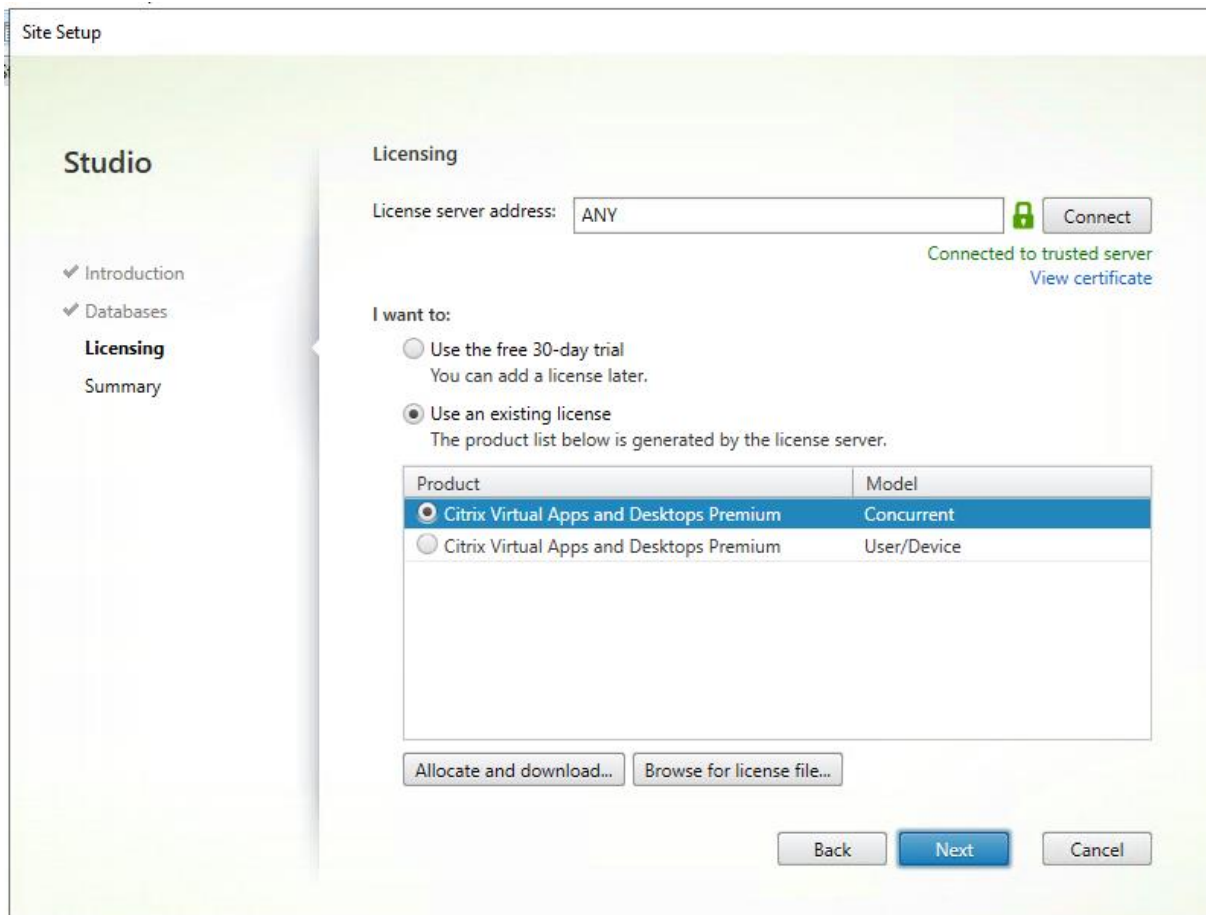 Site Setup
Studio
Introduction
Databases
Licensing
Summary
Licensing
License server address: ANY Connect
Connected to trusted server
View certificate
I want to:
Use the free 30-day trial
You can add a license later.
Use an existing license
The product list below is generated by the license server.
Product Model
Citrix Virtual Apps and Desktops Premium Concurrent
Citrix Virtual Apps and Desktops Premium User/Device
Allocate and download... Browse for license file...
Back Next Cancel